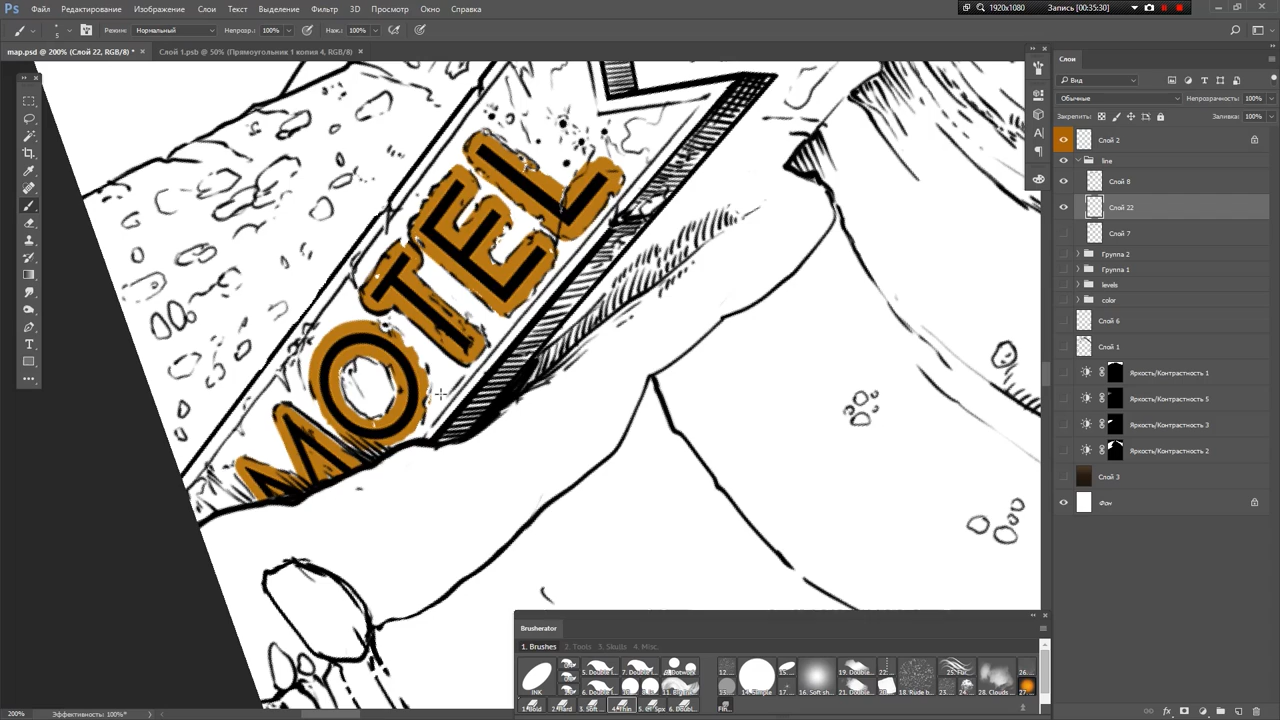 Ps Файл Редактирование Изображение Слои Текст Выделение Фильтр 3D Просмотр Окно Справка
1920x1080 Запись [00:35:30]
5 Режим: Нормальный Непрозр.: 100% Наж.: 100%
map.psd @ 200% (Слой 22, RGB/8) * × Слой 1.psb @ 50% (Прямоугольник 1 копия 4, RGB/8) ×
Слои
Вид
Обычные Непрозрачность: 100%
Закрепить: Заливка: 100%
Слой 2
line
Слой 8
Слой 22
Слой 7
Группа 2
Группа 1
levels
color
Слой 6
Слой 1
Яркость/Контрастность 1
Яркость/Контрастность 5
Яркость/Контрастность 3
Яркость/Контрастность 2
Слой 3
Фон
MOTEL
Brusherator
1. Brushes 2. Tools 3. Skulls 4. Misc.
INK
14. Simple
16. Soft sh
18. Rude b
28. Clouds
4. Thin
200% Эффективность: 100%*